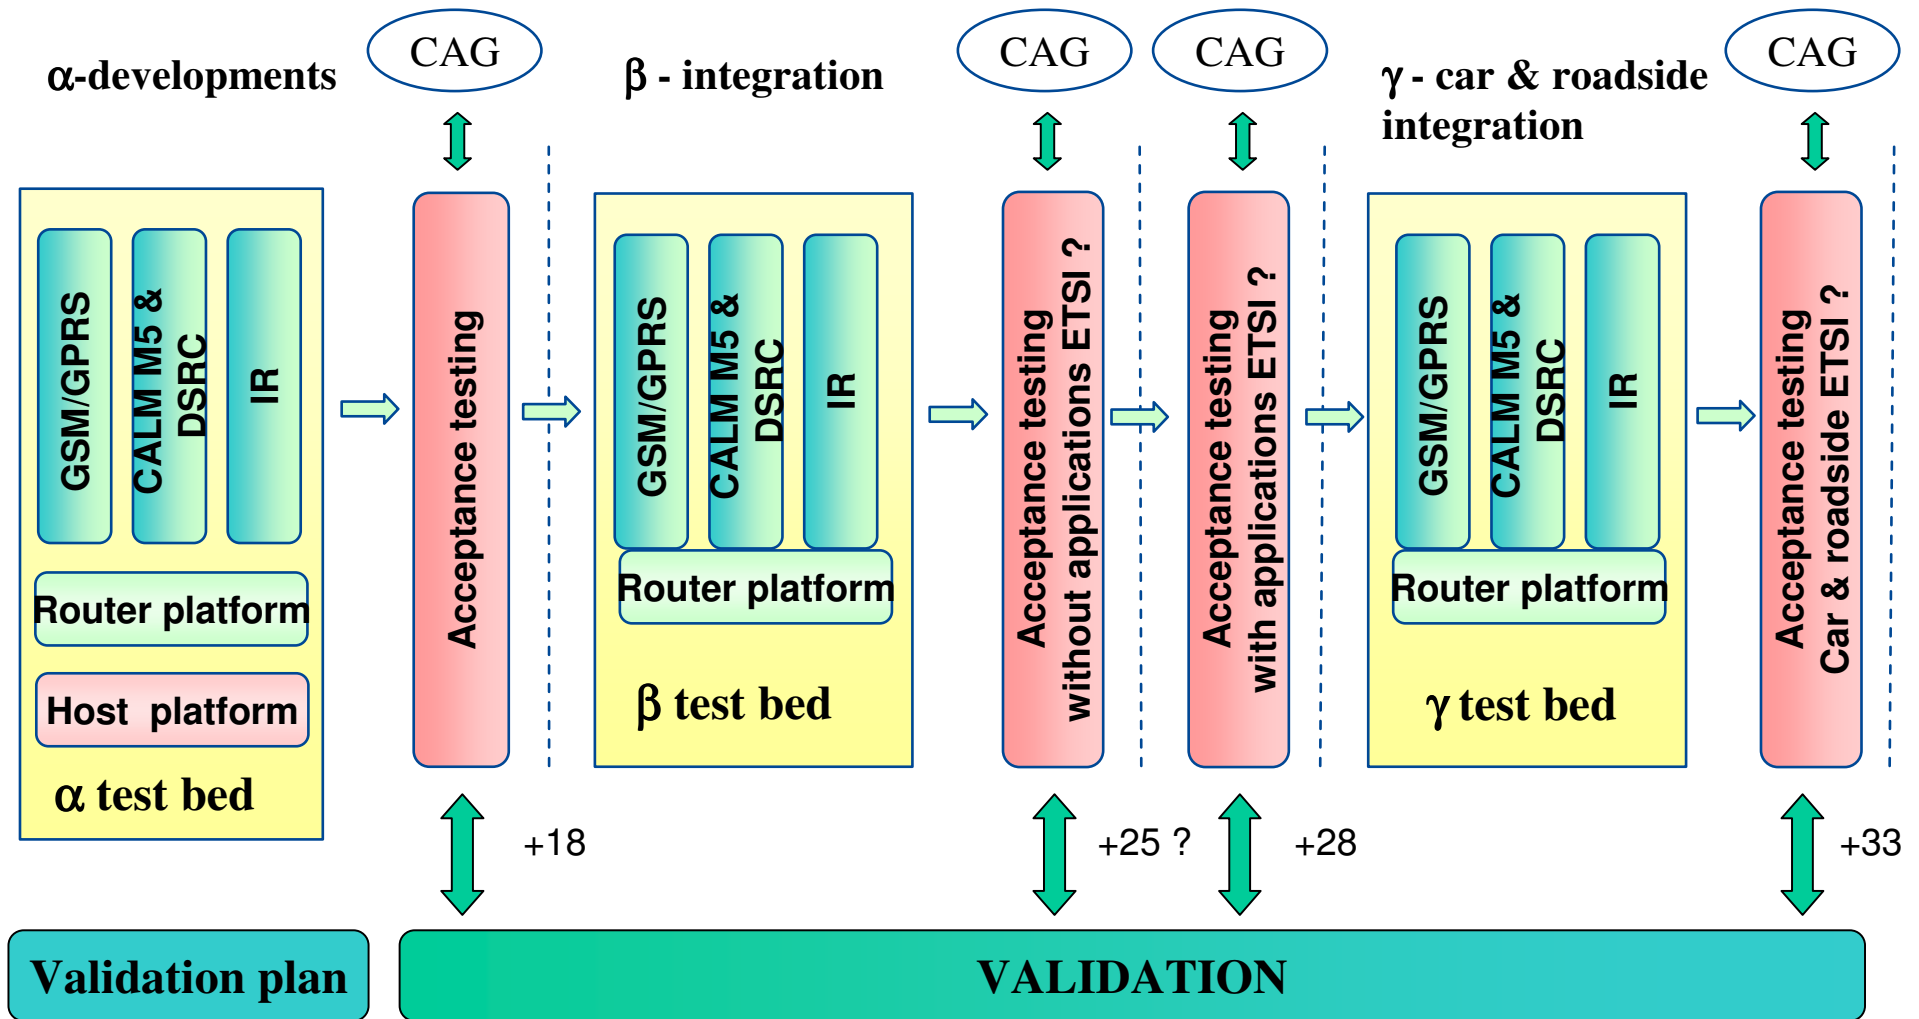 CAG
CAG
CAG
CAG
α-developments
β - integration
γ - car & roadside
integration
GSM/GPRS
CALM M5 &
DSRC
IR
Router platform
Host platform
α test bed
Acceptance testing
GSM/GPRS
CALM M5 &
DSRC
IR
Router platform
β test bed
Acceptance testing
without applications ETSI ?
Acceptance testing
with applications ETSI ?
GSM/GPRS
CALM M5 &
DSRC
IR
Router platform
γ test bed
Acceptance testing
Car & roadside ETSI ?
+18
+25 ?
+28
+33
Validation plan
VALIDATION